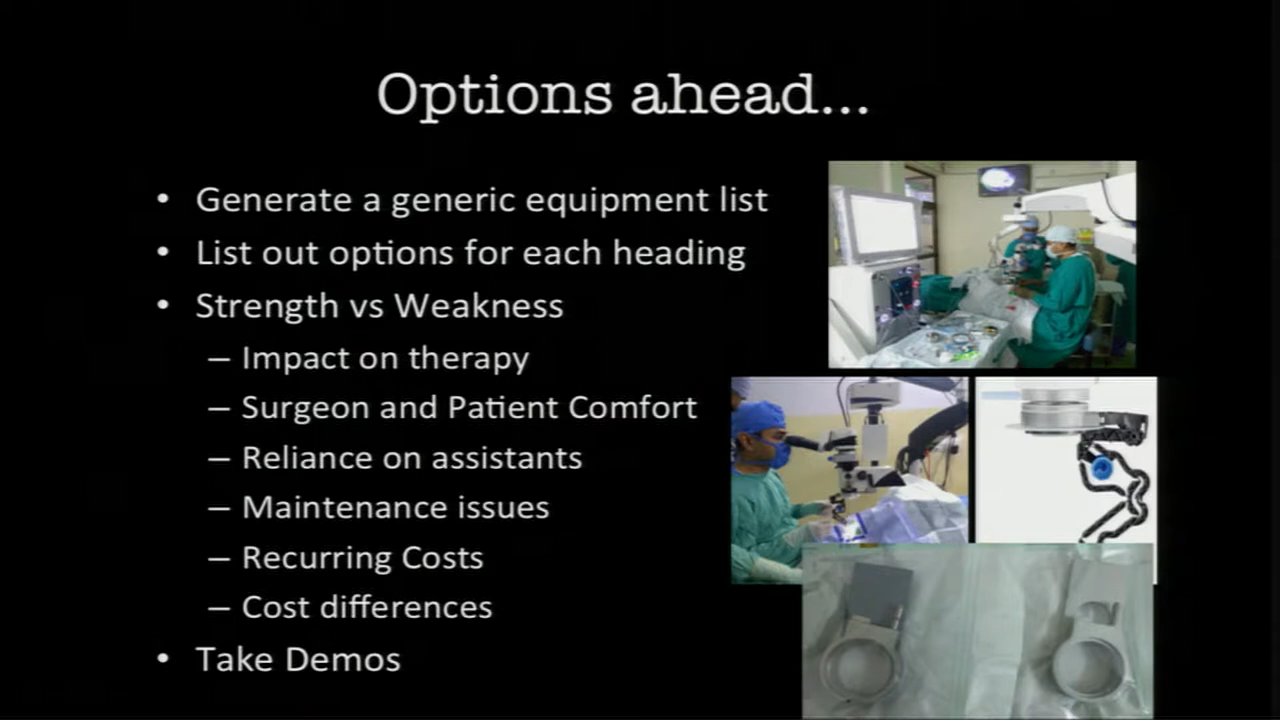 Options ahead...
• Generate a generic equipment list
• List out options for each heading
• Strength vs Weakness
– Impact on therapy
– Surgeon and Patient Comfort
– Reliance on assistants
– Maintenance issues
– Recurring Costs
– Cost differences
• Take Demos